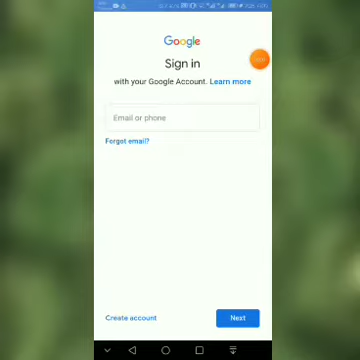 Google
Sign in
with your Google Account. Learn more
Email or phone
Forgot email?
Create account
Next